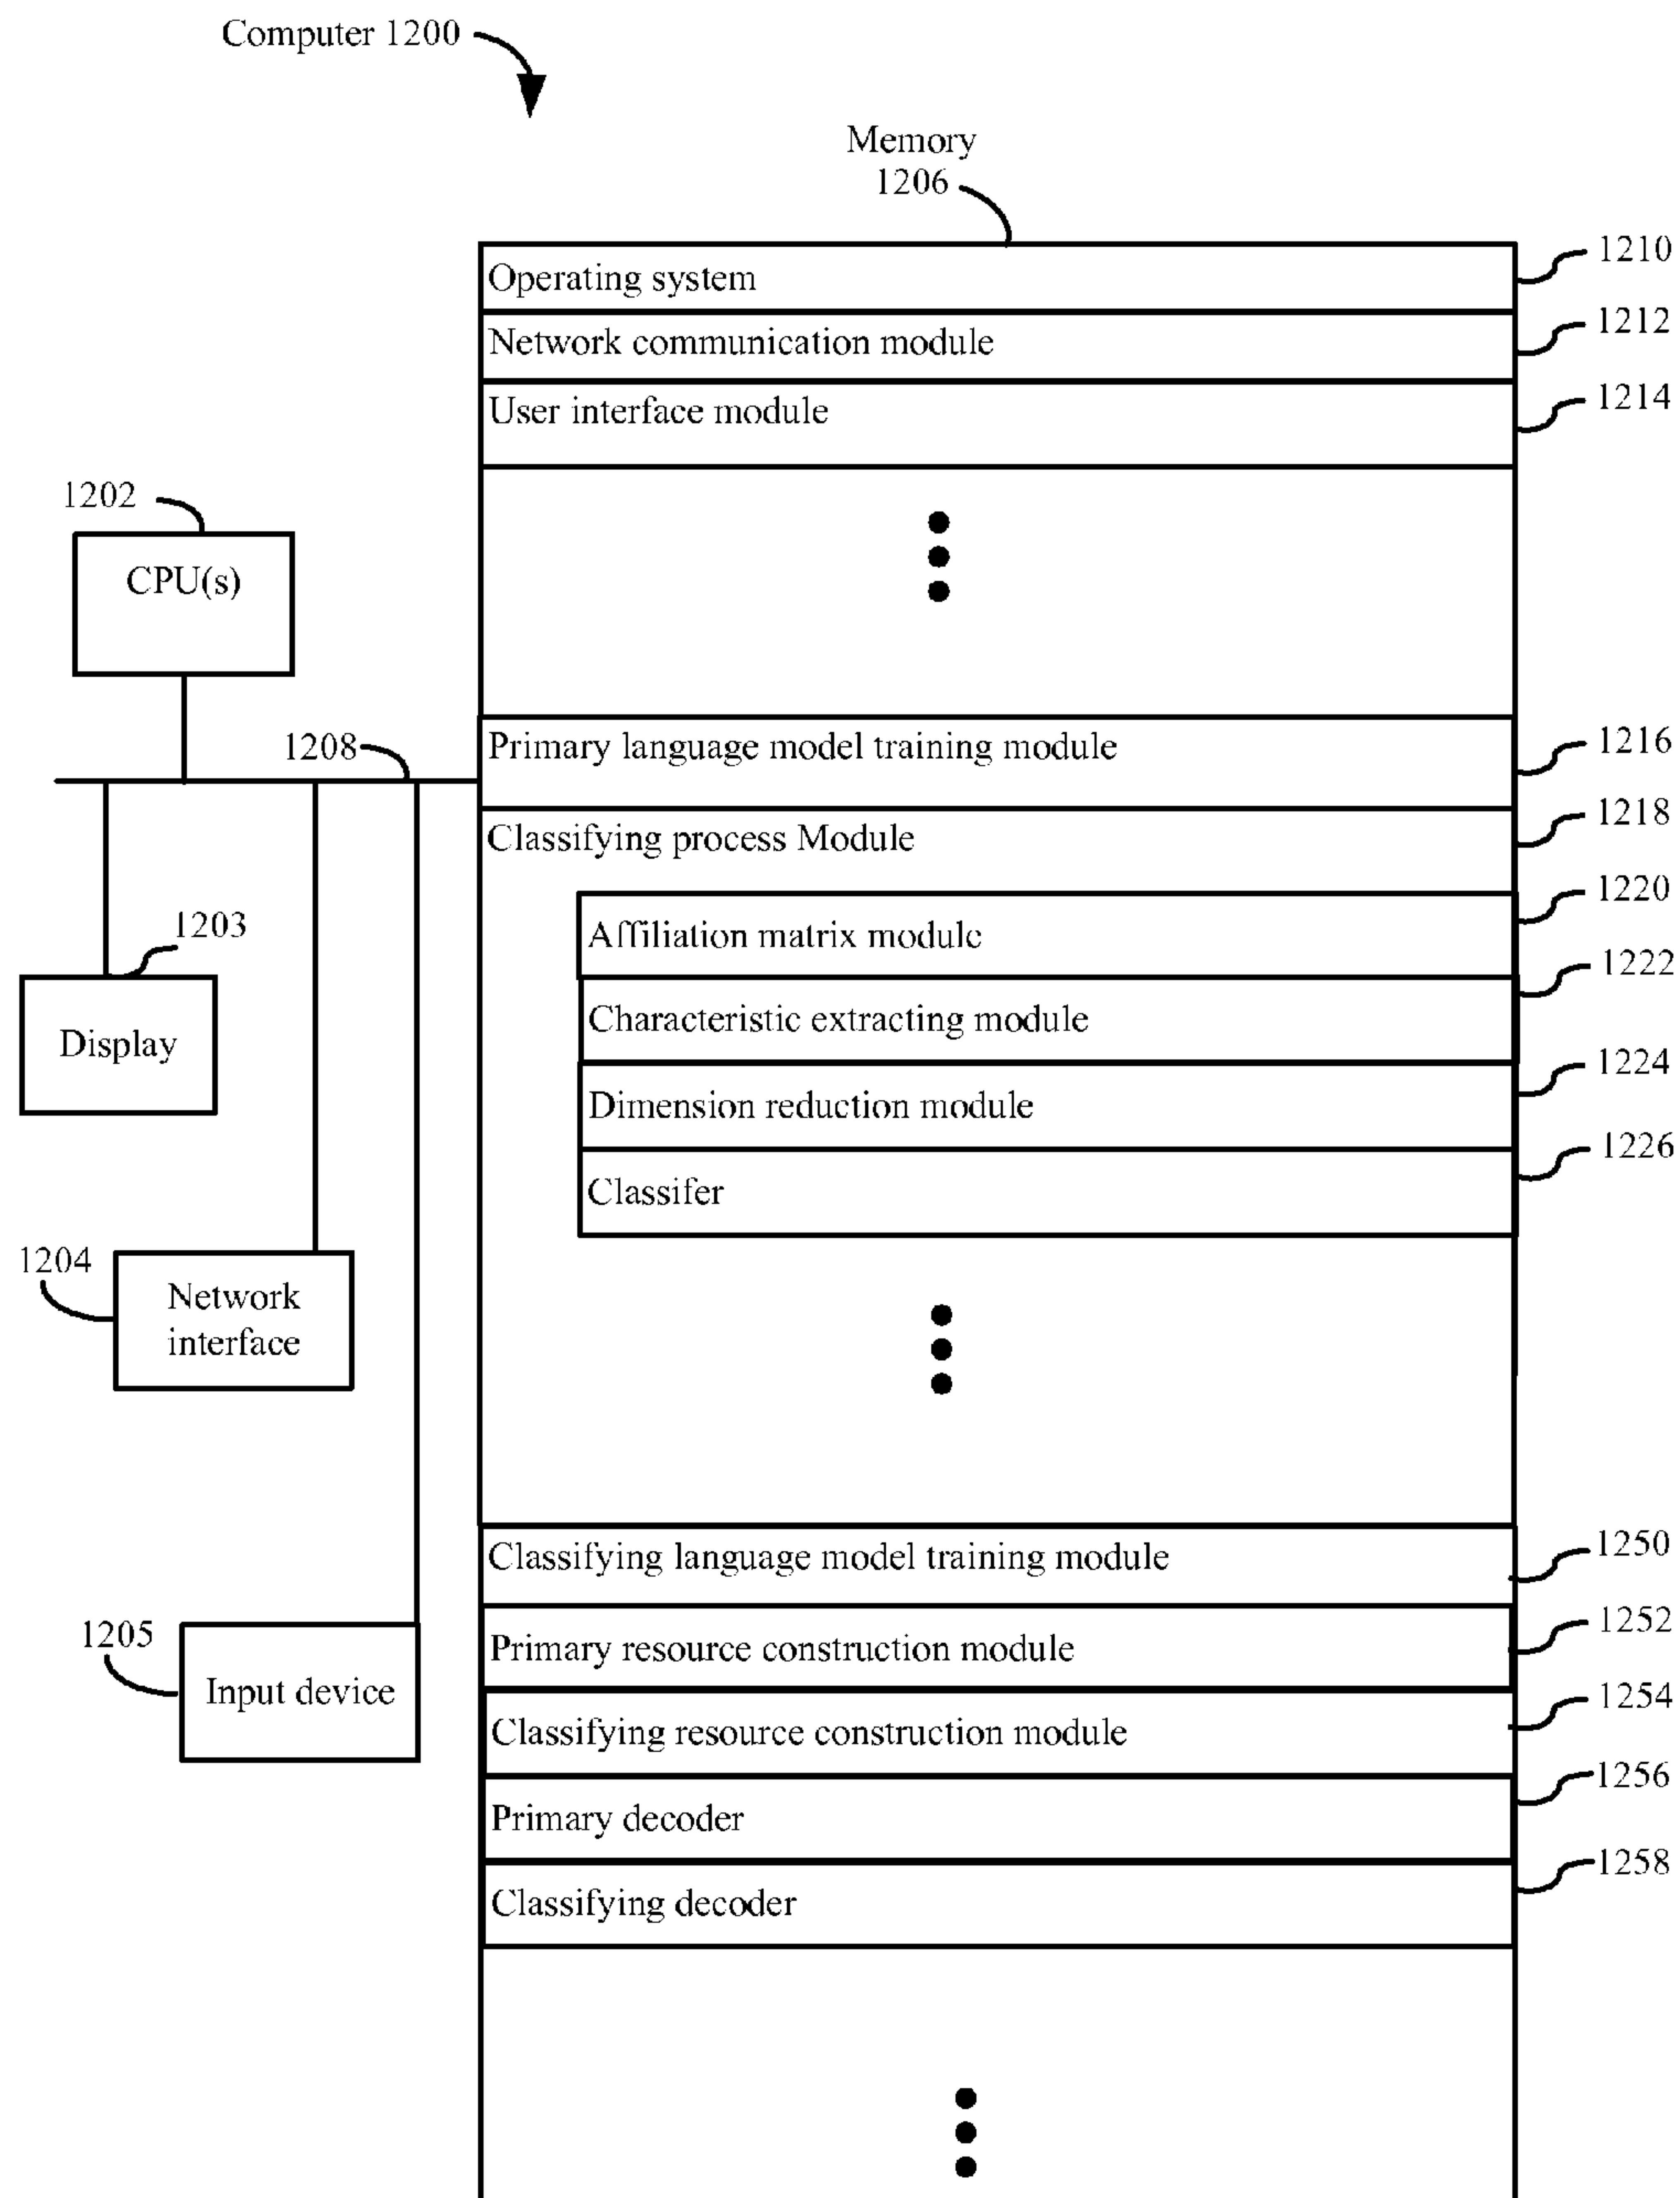 Computer 1200
Memory
1206
Operating system
1210
Network communication module
1212
User interface module
1214
1202
CPU(s)
1208
Primary language model training module
1216
Classifying process Module
1218
Affiliation matrix module
1220
1203
Display
Characteristic extracting module
1222
Dimension reduction module
1224
Classifer
1226
1204
Network
interface
Classifying language model training module
1250
1205
Input device
Primary resource construction module
1252
Classifying resource construction module
1254
Primary decoder
1256
Classifying decoder
1258